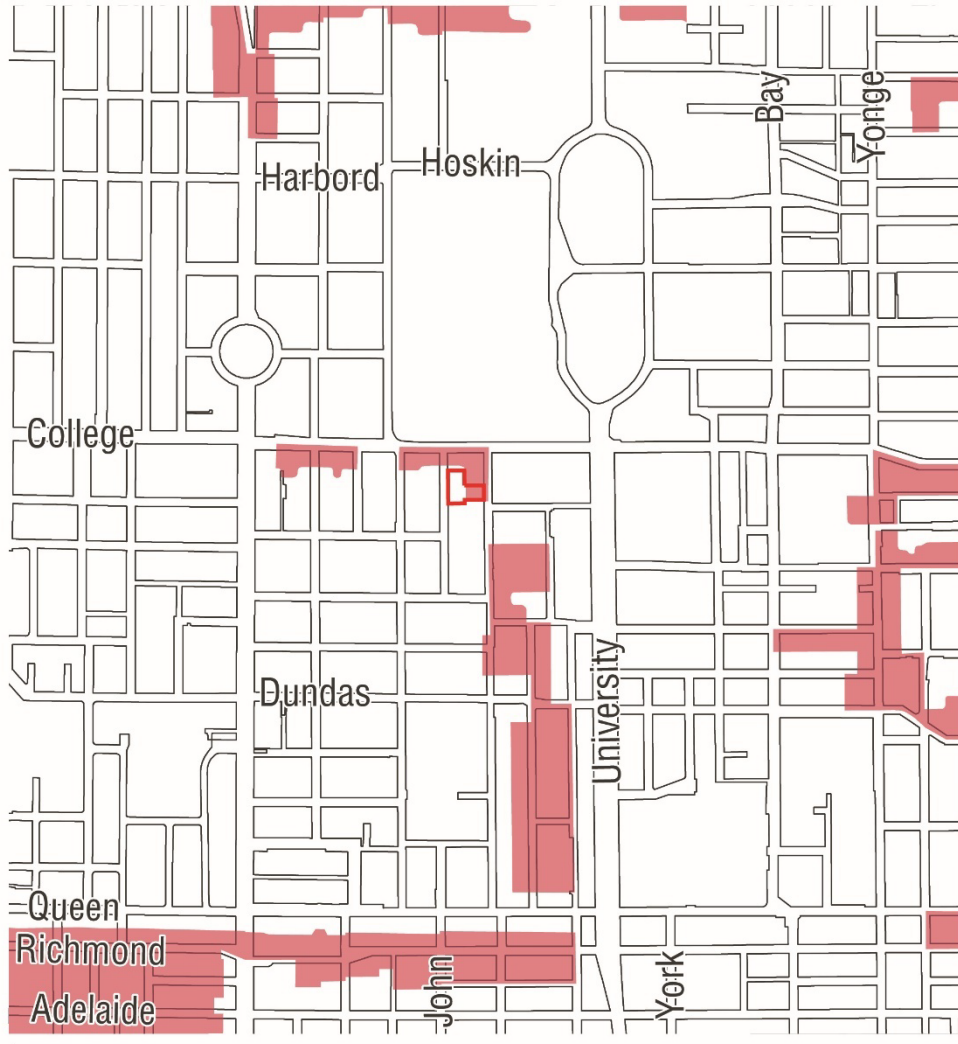 Bay
Yonge
Harbord
Hoskin
College
Dundas
University
Queen
Richmond
Adelaide
John
York